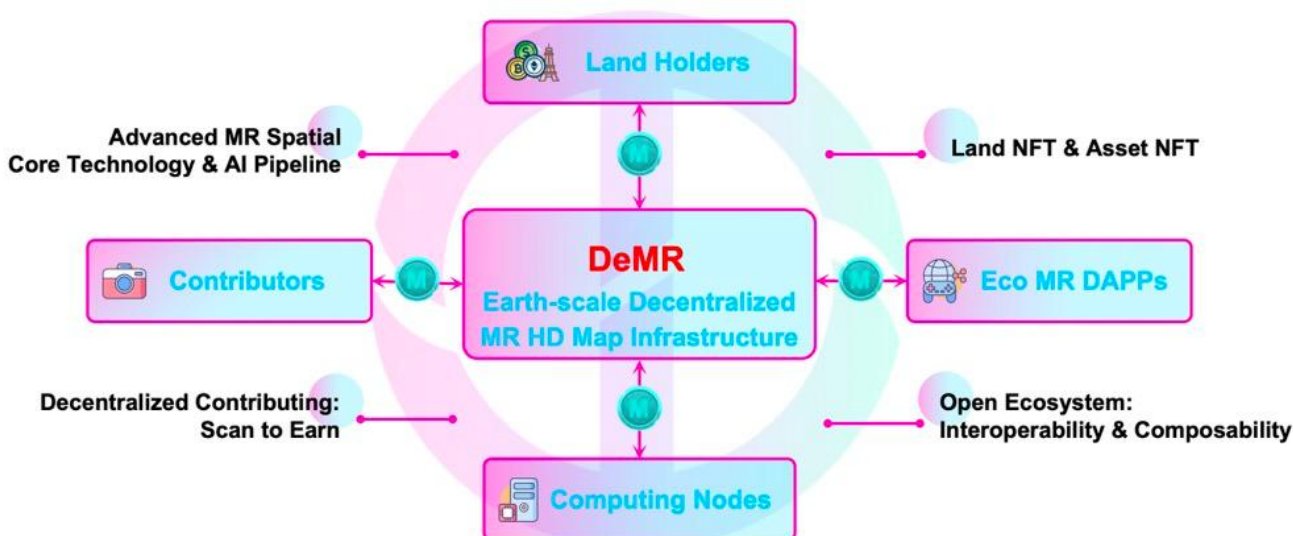 Land Holders
Advanced MR Spatial
Core Technology & AI Pipeline
M
Land NFT & Asset NFT
Contributors
M
DeMR
Earth-scale Decentralized
MR HD Map Infrastructure
M
Eco MR DAPPs
Decentralized Contributing:
Scan to Earn
M
Open Ecosystem:
Interoperability & Composability
Computing Nodes